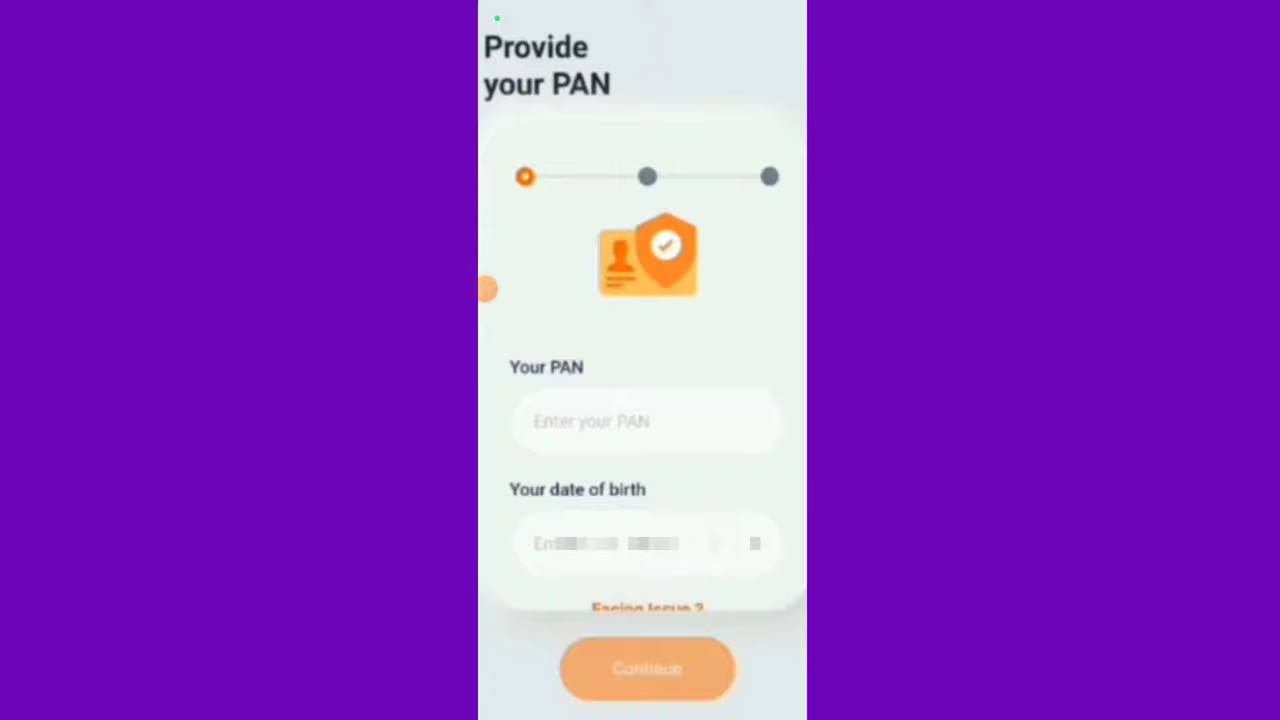 Provide
your PAN
Your PAN
Enter your PAN
Your date of birth
Facing Issue ?
Continue